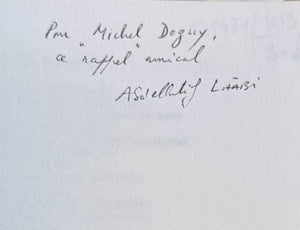 Pour Michel Deguy,
ce "rappel" amical
Abdellatif LAÂBI